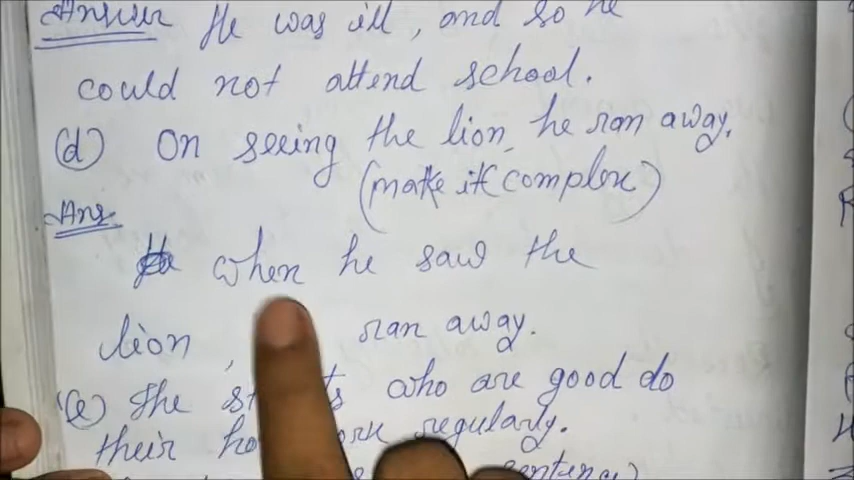 Answer He was ill, and so he
could not attend school.
(d) On seeing the lion, he ran away.
(make it complex)
Ans
when he saw the
lion, ran away.
(e) The who are good do
their regularly.